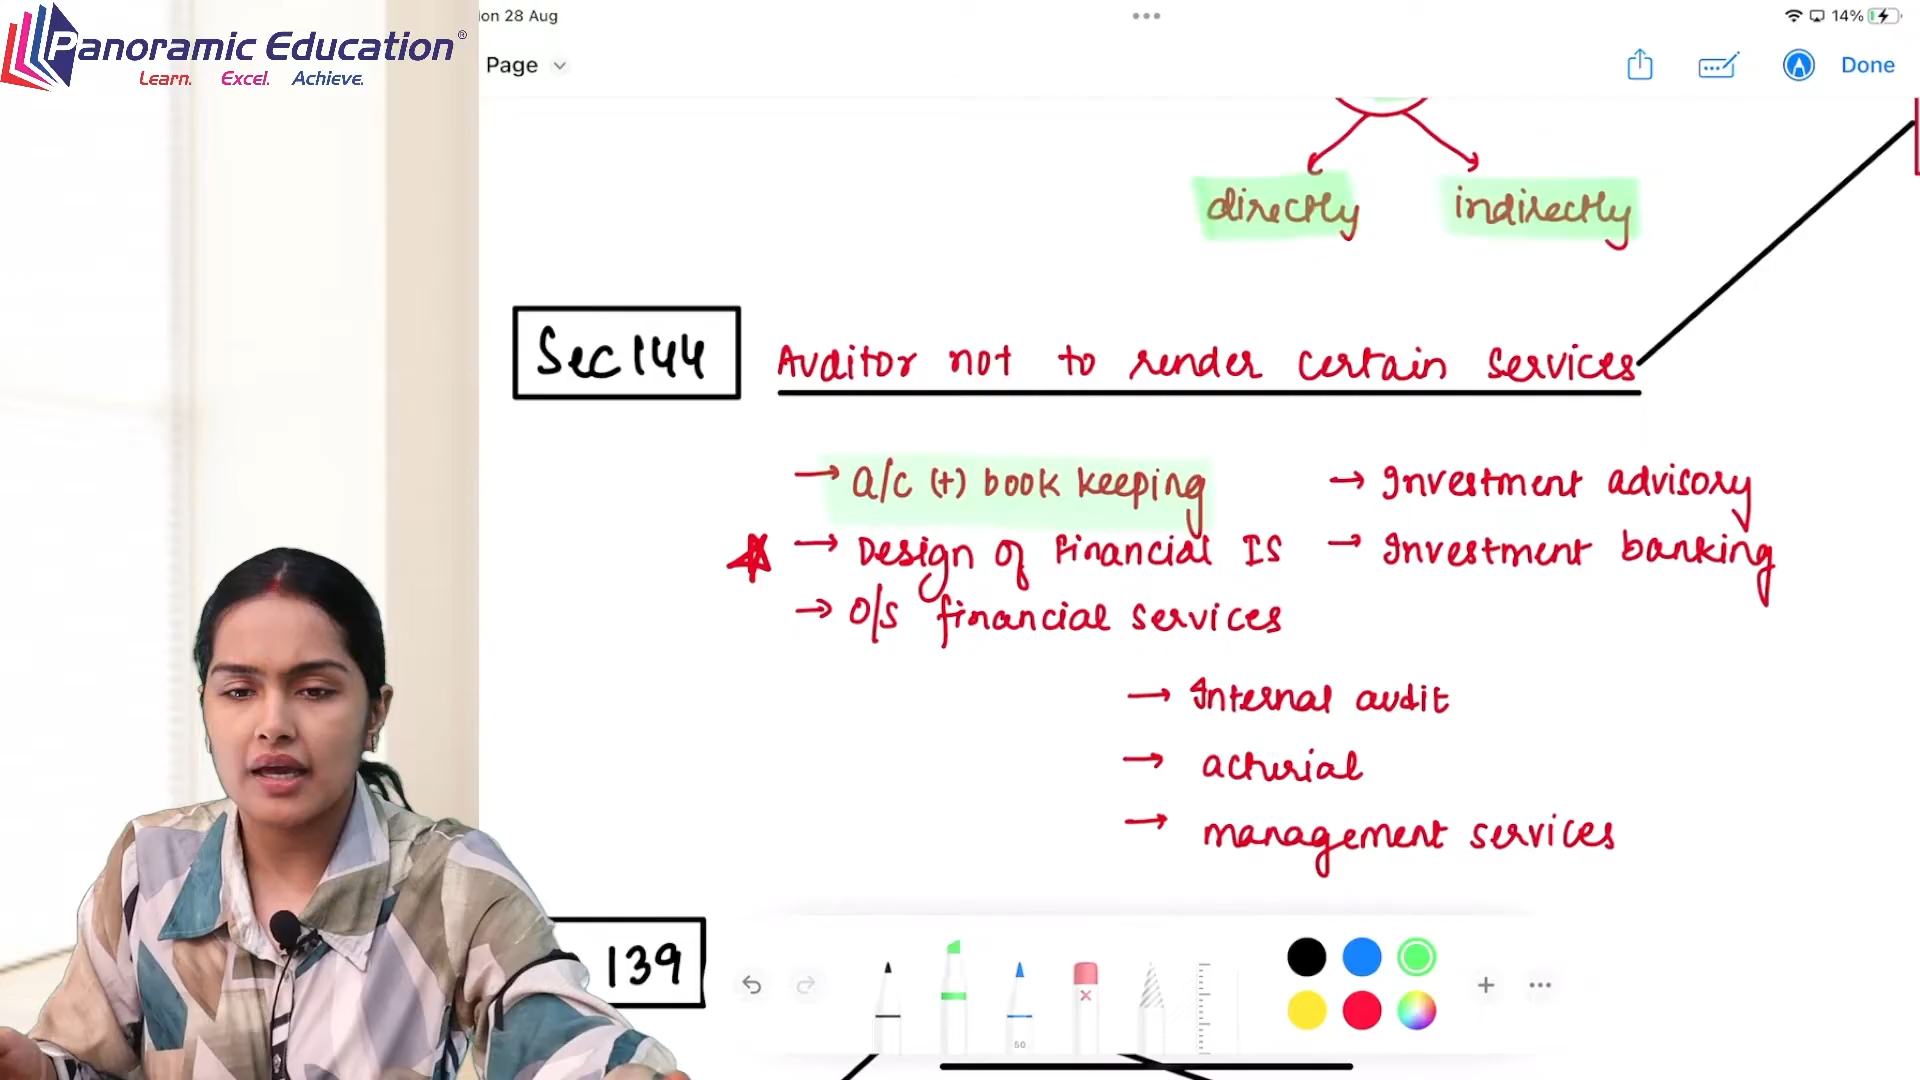 Panoramic Education®
Learn. Excel. Achieve.
on 28 Aug
14%
Page
Done
directly
indirectly
Sec 144
Auditor not to render certain services
→ a/c (+) book keeping
→ Design of Financial IS
→ O/S financial services
→ Investment advisory
→ Investment banking
→ Internal audit
→ acturial
→ management services
139
50